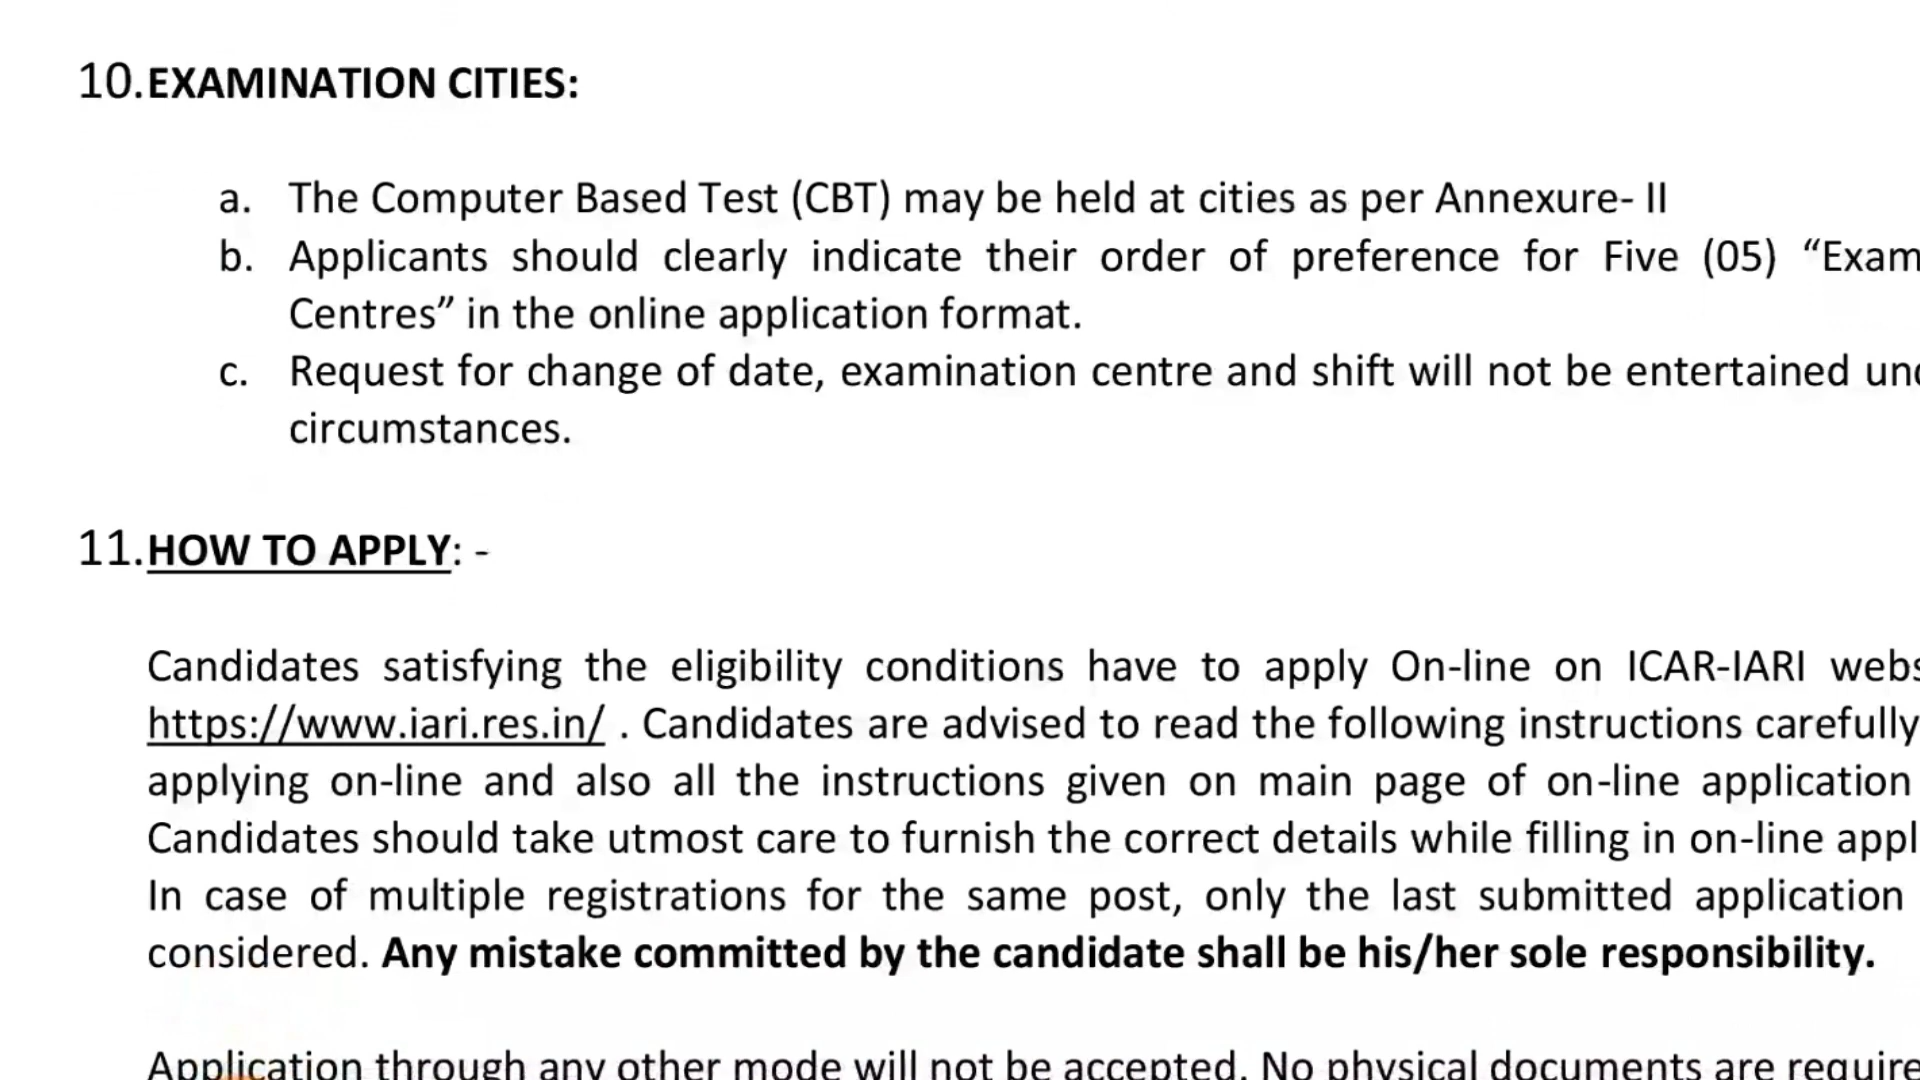 10. EXAMINATION CITIES:
a. The Computer Based Test (CBT) may be held at cities as per Annexure- II
b. Applicants should clearly indicate their order of preference for Five (05) “Exam
Centres” in the online application format.
c. Request for change of date, examination centre and shift will not be entertained
circumstances.
11. HOW TO APPLY: -
Candidates satisfying the eligibility conditions have to apply On-line on ICAR-IARI
https://www.iari.res.in/ . Candidates are advised to read the following instructions carefully
applying on-line and also all the instructions given on main page of on-line application
Candidates should take utmost care to furnish the correct details while filling in on-line
In case of multiple registrations for the same post, only the last submitted application
considered. Any mistake committed by the candidate shall be his/her sole responsibility.
Application through any other mode will not be accepted. No physical documents are